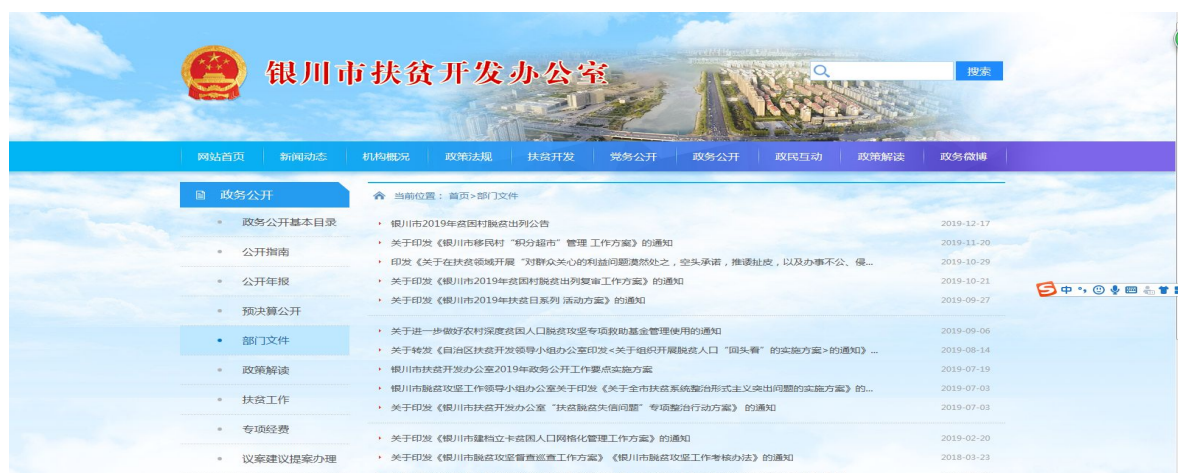 银川市扶贫开发办公室
搜索
网站首页 新闻动态 机构概况 政策法规 扶贫开发 党务公开 政务公开 政民互动 政策解读 政务微博
政务公开
政务公开基本目录
公开指南
公开年报
预决算公开
部门文件
政策解读
扶贫工作
专项经费
议案建议提案办理
当前位置：首页>部门文件
银川市2019年贫困村脱贫出列公告 2019-12-17
关于印发《银川市移民村“积分超市”管理 工作方案》的通知 2019-11-20
印发《关于在扶贫领域开展“对群众关心的利益问题漠然处之，空头承诺，推诿扯皮，以及办事不公、侵... 2019-10-29
关于印发《银川市2019年贫困村脱贫出列复审工作方案》的通知 2019-10-21
关于印发《银川市2019年扶贫日系列 活动方案》的通知 2019-09-27
关于进一步做好农村深度贫困人口脱贫攻坚专项救助基金管理使用的通知 2019-09-06
关于转发《自治区扶贫开发领导小组办公室印发<关于组织开展脱贫人口“回头看”的实施方案>的通知》... 2019-08-14
银川市扶贫开发办公室2019年政务公开工作要点实施方案 2019-07-19
银川市脱贫攻坚工作领导小组办公室关于印发《关于全市扶贫系统整治形式主义突出问题的实施方案》的... 2019-07-03
关于印发《银川市扶贫开发办公室“扶贫脱贫失信问题”专项整治行动方案》 的通知 2019-07-03
关于印发《银川市建档立卡贫困人口网格化管理工作方案》的通知 2019-02-20
关于印发《银川市脱贫攻坚督查巡查工作方案》《银川市脱贫攻坚工作考核办法》的通知 2018-03-23
中